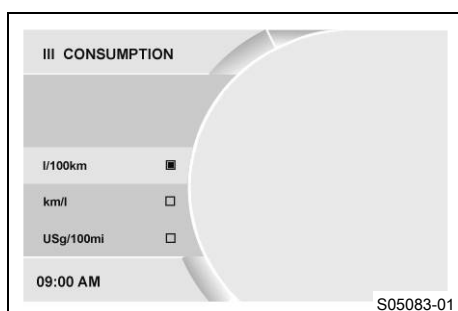 III CONSUMPTION
l/100km
km/l
USg/100mi
09:00 AM
S05083-01